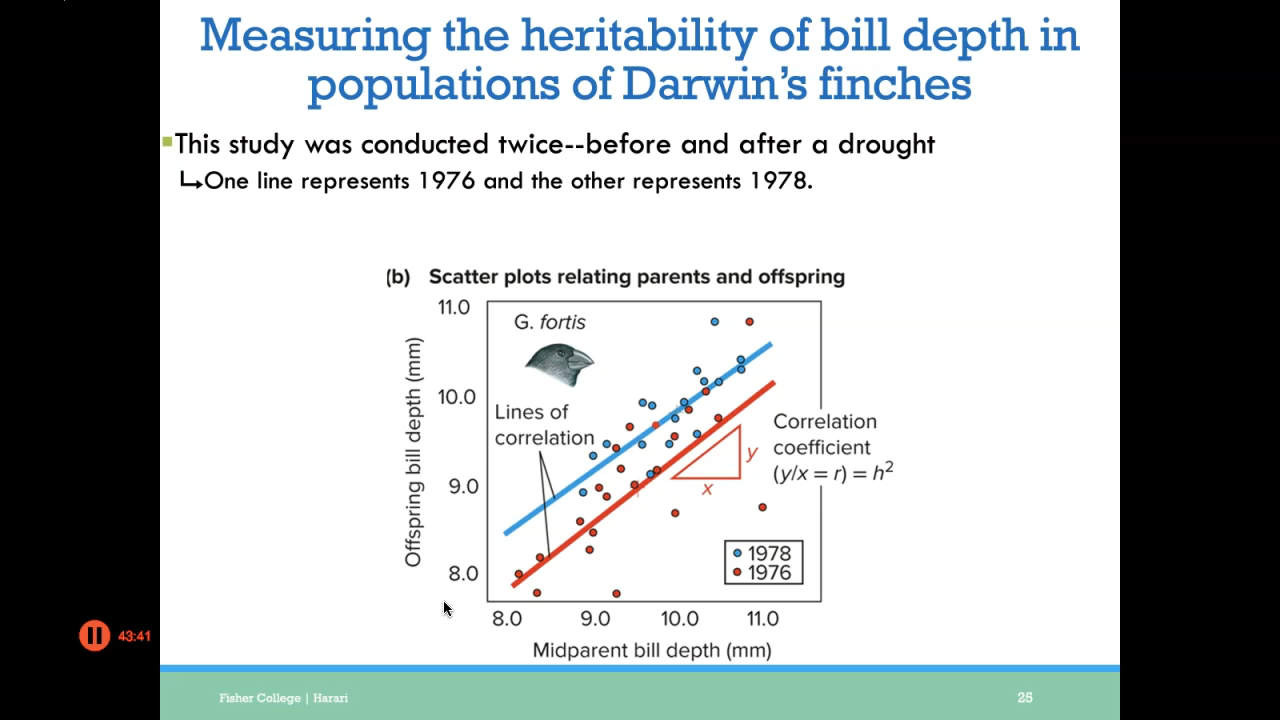 Measuring the heritability of bill depth in
populations of Darwin's finches
This study was conducted twice--before and after a drought
One line represents 1976 and the other represents 1978.
(b) Scatter plots relating parents and offspring
11.0
G. fortis
10.0
Lines of
correlation
9.0
8.0
Offspring bill depth (mm)
Correlation
coefficient
(y/x = r) = h²
y
x
1978
1976
8.0 9.0 10.0 11.0
Midparent bill depth (mm)
43:41
Fisher College | Harari
25